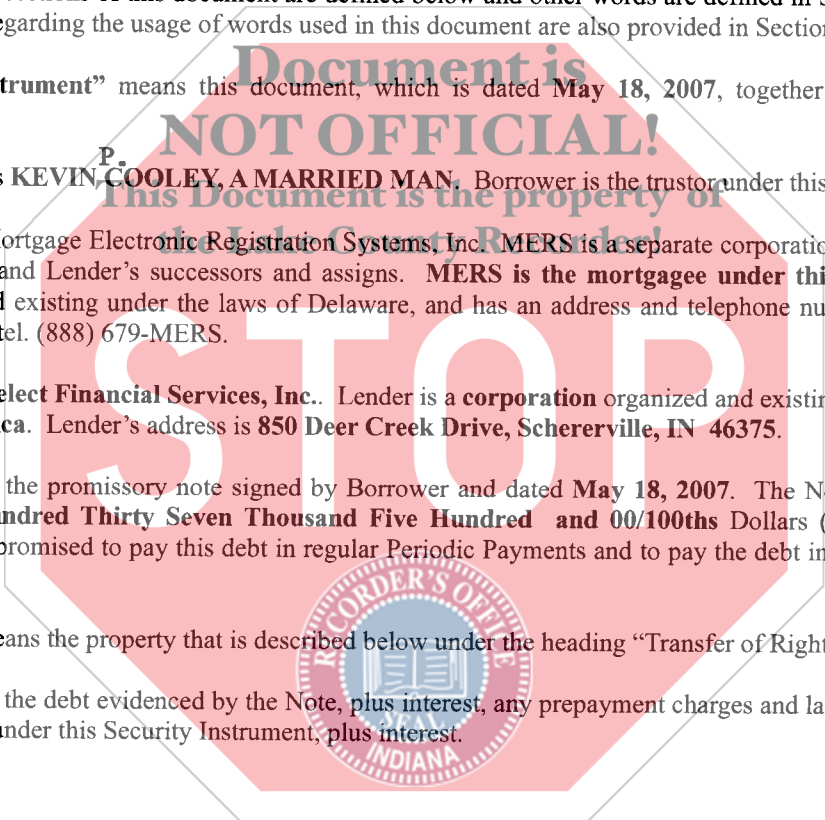 egarding the usage of words used in this document are also provided in Section
Document is
trument” means this document, which is dated May 18, 2007, together
NOT OFFICIAL!
P.
KEVIN COOLEY, A MARRIED MAN. Borrower is the trustor under this
This Document is the property of
the Lake County Recorder!
ortgage Electronic Registration Systems, Inc. MERS is a separate corporatio
and Lender’s successors and assigns. MERS is the mortgagee under thi
existing under the laws of Delaware, and has an address and telephone nu
tel. (888) 679-MERS.
STOP
elect Financial Services, Inc.. Lender is a corporation organized and existin
ca. Lender’s address is 850 Deer Creek Drive, Schererville, IN 46375.
the promissory note signed by Borrower and dated May 18, 2007. The N
ndred Thirty Seven Thousand Five Hundred and 00/100ths Dollars (
promised to pay this debt in regular Periodic Payments and to pay the debt in
RECORDER'S OFFICE
eans the property that is described below under the heading “Transfer of Right
the debt evidenced by the Note, plus interest, any prepayment charges and la
under this Security Instrument, plus interest.
SEAL
INDIANA